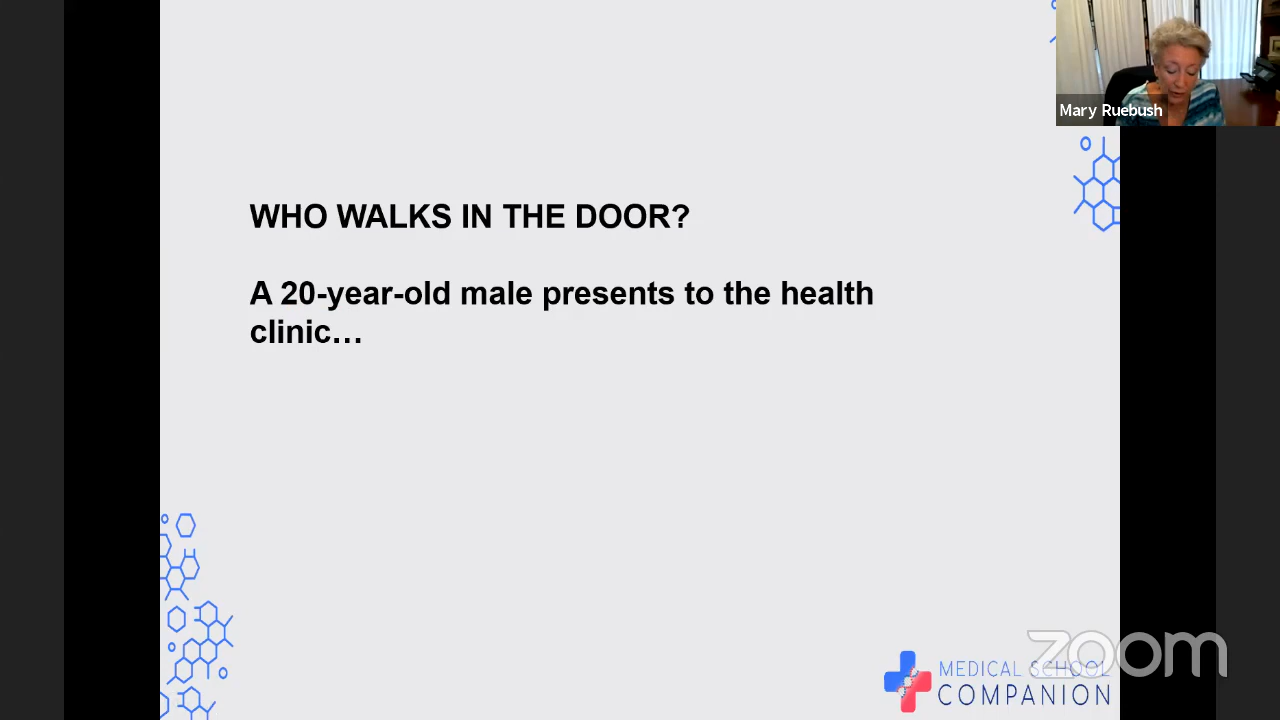 Mary Ruebush
WHO WALKS IN THE DOOR?
A 20-year-old male presents to the health
clinic…
zoom
MEDICAL SCHOOL
COMPANION